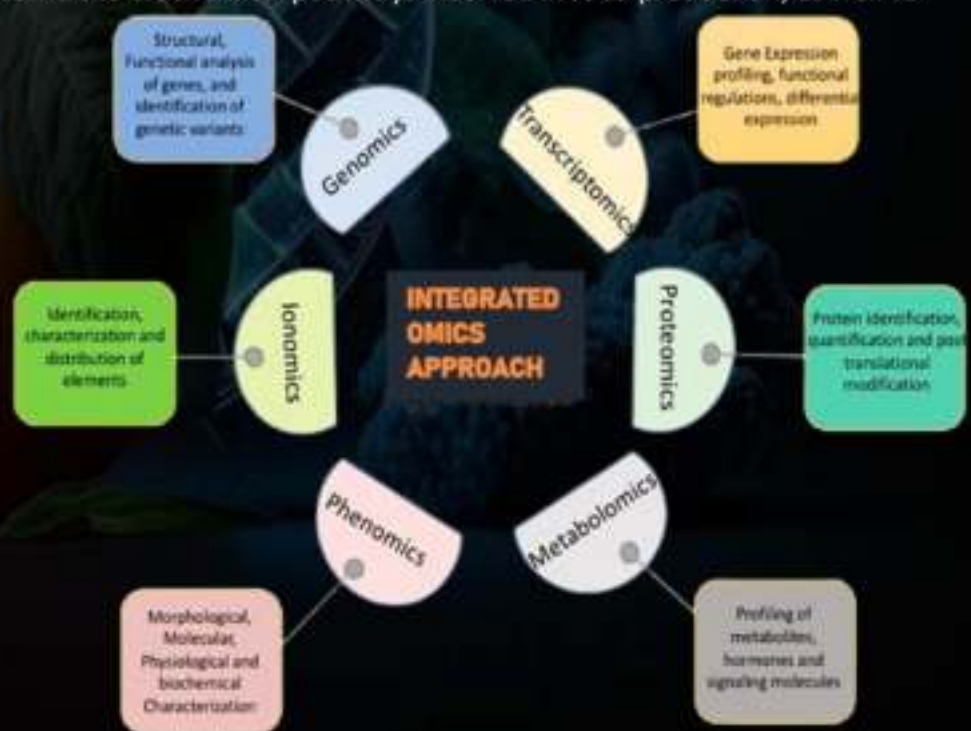 Structural,
Functional analysis
of genes, and
identification of
genetic variants
Genomics
Gene Expression
profiling, functional
regulations, differential
expression
Transcriptomics
Identification,
characterization and
distribution of
elements
Ionomics
INTEGRATED
OMICS
APPROACH
Proteomics
Protein identification,
quantification and post
translational
modification
Phenomics
Morphological,
Molecular,
Physiological and
biochemical
Characterization
Metabolomics
Profiling of
metabolites,
hormones and
signaling molecules